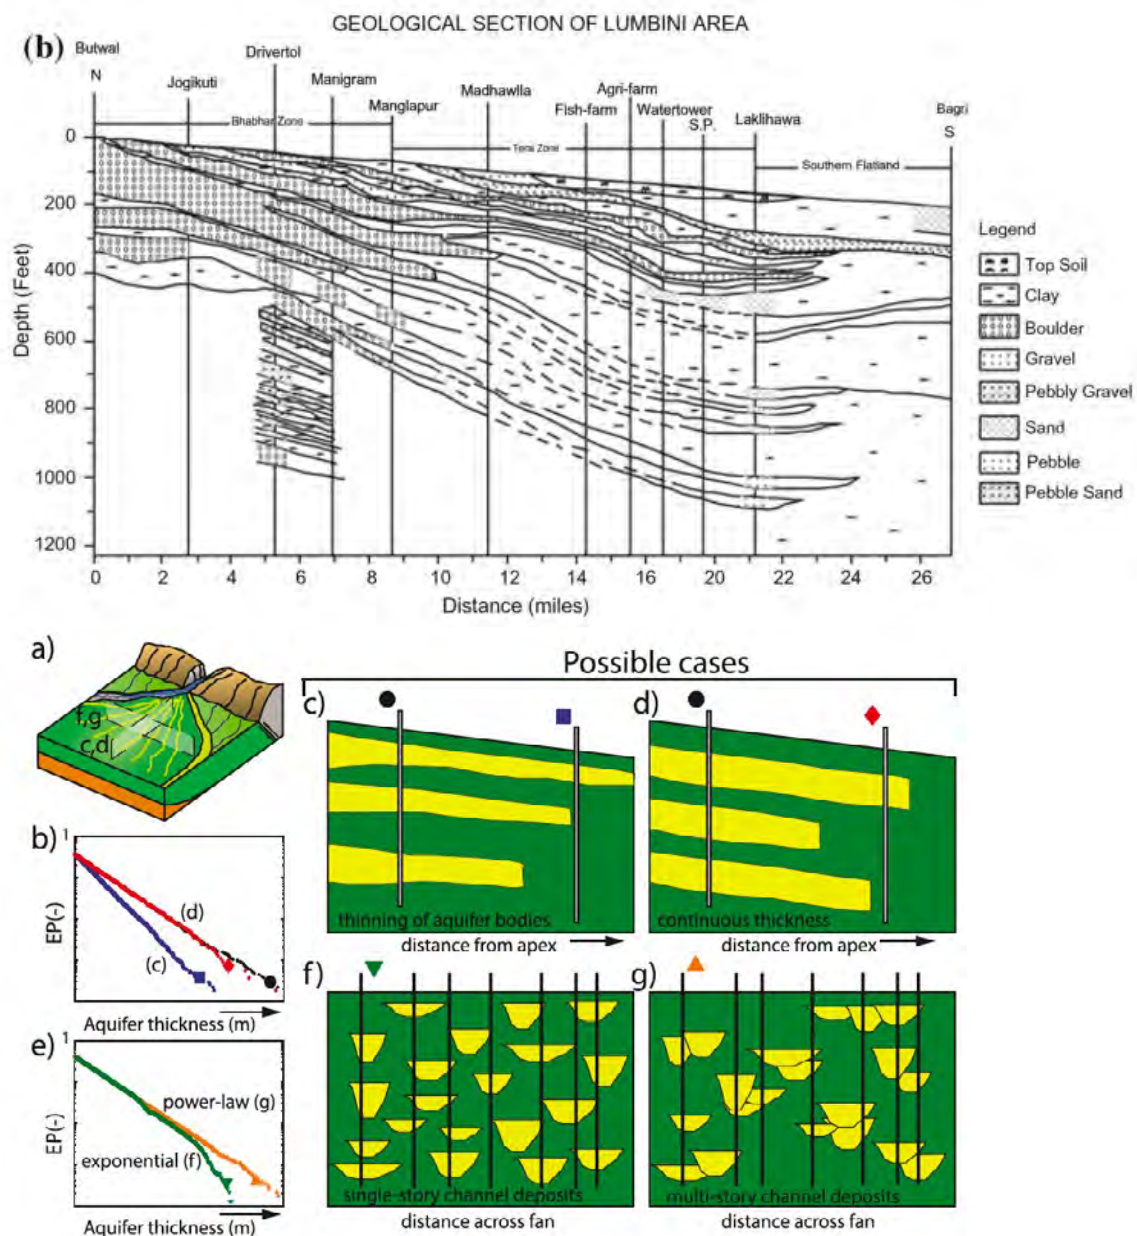 GEOLOGICAL SECTION OF LUMBINI AREA
(b)
Butwal
N
Jogikuti
Drivertol
Manigram
Manglapur
Madhawlla
Fish-farm
Agri-farm
Watertower
S.P.
Laklihawa
Bagri
S
Bhabhar Zone
Terai Zone
Southern Flatland
Depth (Feet)
0
200
400
600
800
1000
1200
0 2 4 6 8 10 12 14 16 18 20 22 24 26
Distance (miles)
Legend
Top Soil
Clay
Boulder
Gravel
Pebbly Gravel
Sand
Pebble
Pebble Sand
a)
f,g
c,d
Possible cases
c)
thinning of aquifer bodies
distance from apex
d)
continuous thickness
distance from apex
b)
1
EP(-)
(d)
(c)
Aquifer thickness (m)
e)
1
EP(-)
power-law (g)
exponential (f)
Aquifer thickness (m)
f)
single-story channel deposits
distance across fan
g)
multi-story channel deposits
distance across fan